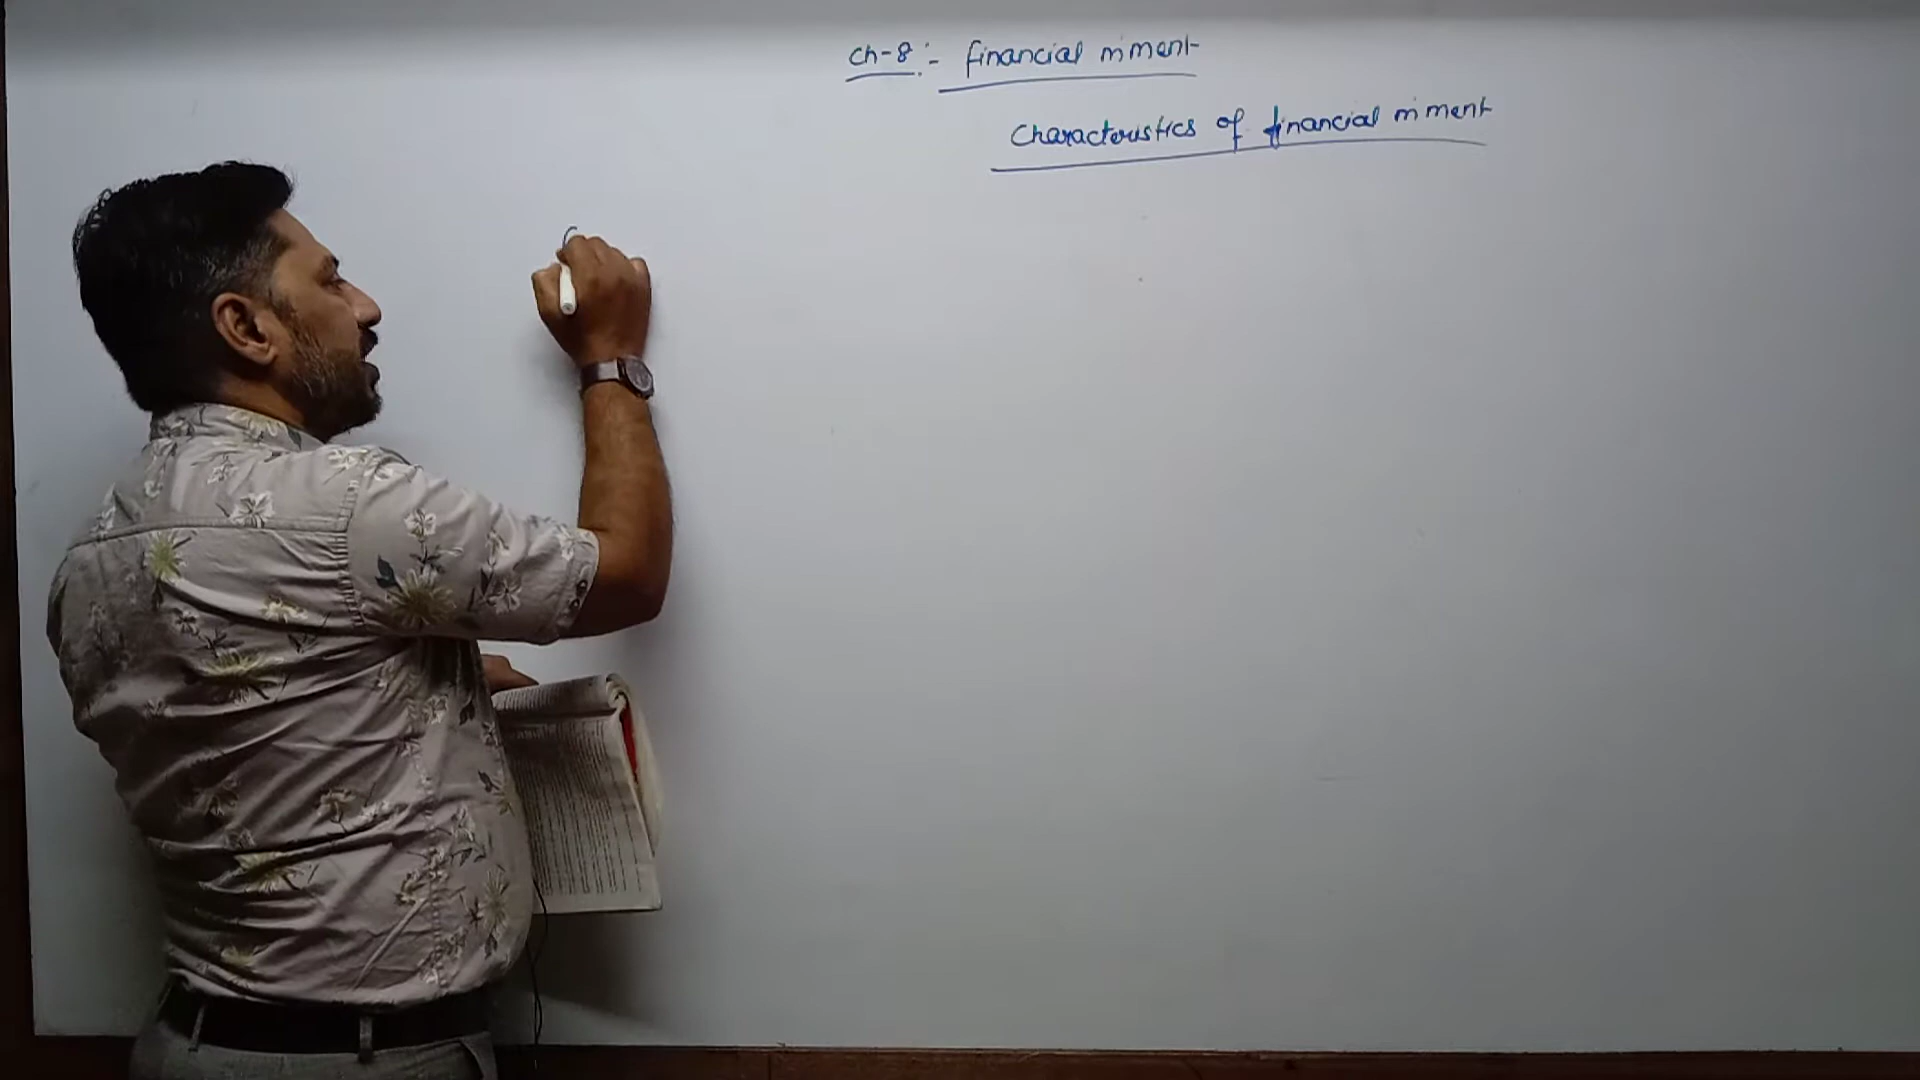 Ch-8:- financial m'ment
Characteristics of financial m'ment